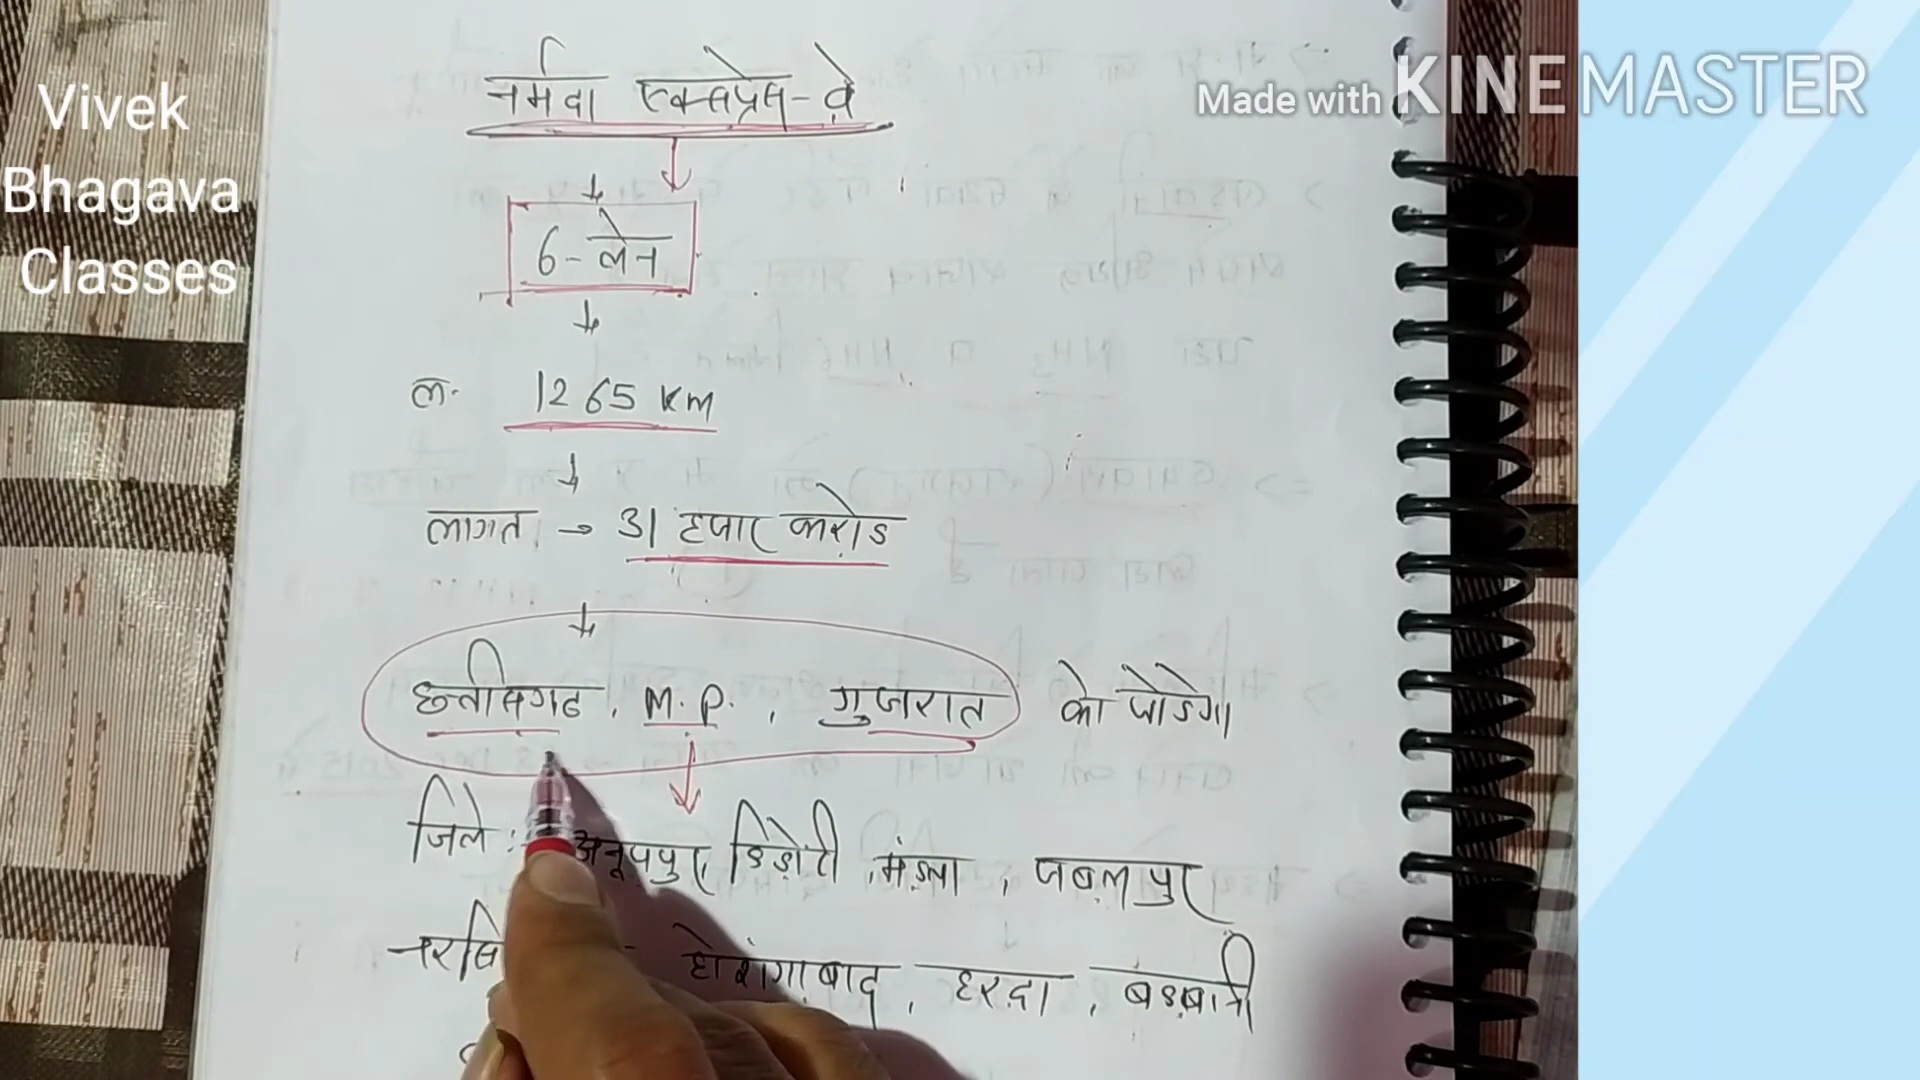 Vivek
Bhagava
Classes
Made with KINEMASTER
नर्मदा एक्सप्रेस-वे
6-लेन
ल. 1265 KM
लागत → 31 हजार करोड
छत्तीसगढ, M.P., गुजरात को जोडेगा
जिले: अनूपपुर, डिंडोरी, मंडला, जबलपुर
होशंगाबाद, हरदा, बडबानी